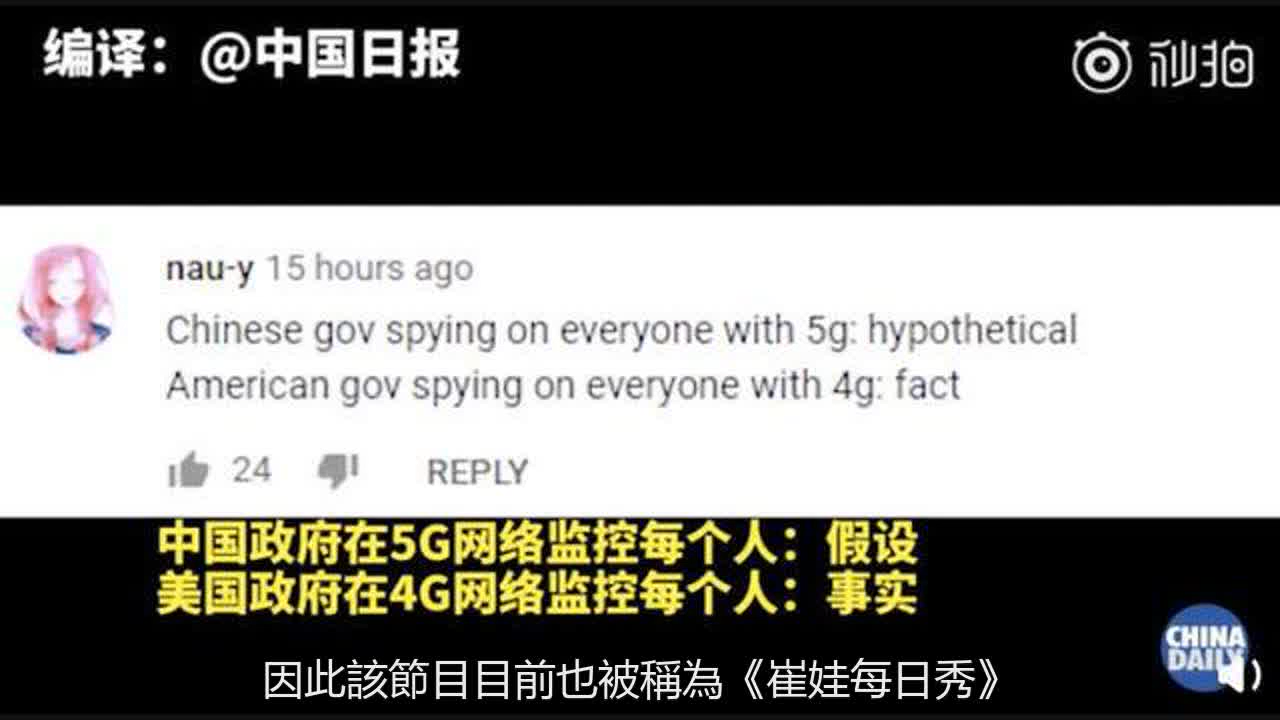 编译：@中国日报
秒拍
nau-y 15 hours ago
Chinese gov spying on everyone with 5g: hypothetical
American gov spying on everyone with 4g: fact
24 REPLY
中国政府在5G网络监控每个人：假设
美国政府在4G网络监控每个人：事实
CHINA
DAILY
因此該節目目前也被稱為《崔娃每日秀》